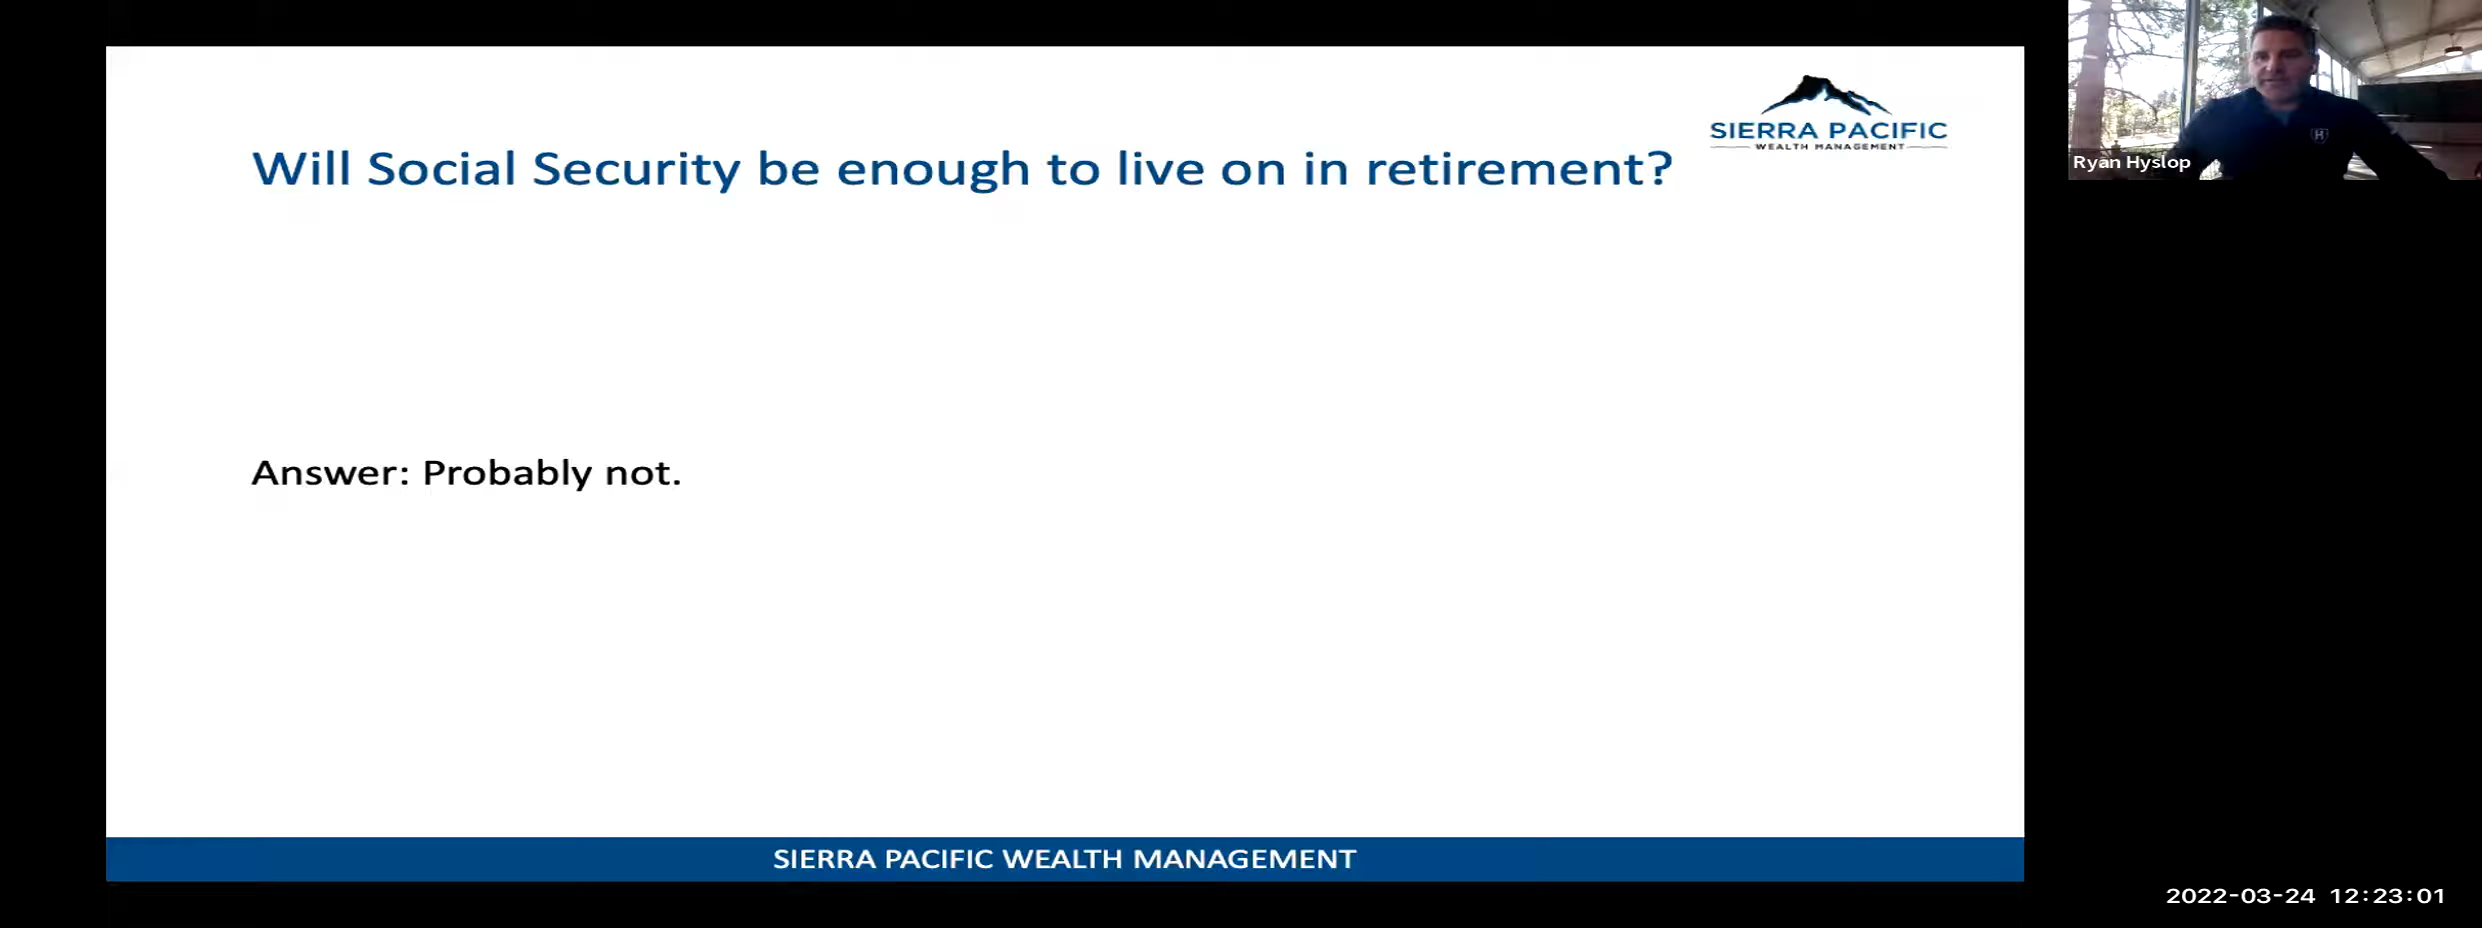 SIERRA PACIFIC
WEALTH MANAGEMENT
Will Social Security be enough to live on in retirement?
Ryan Hyslop
Answer: Probably not.
SIERRA PACIFIC WEALTH MANAGEMENT
2022-03-24 12:23:01